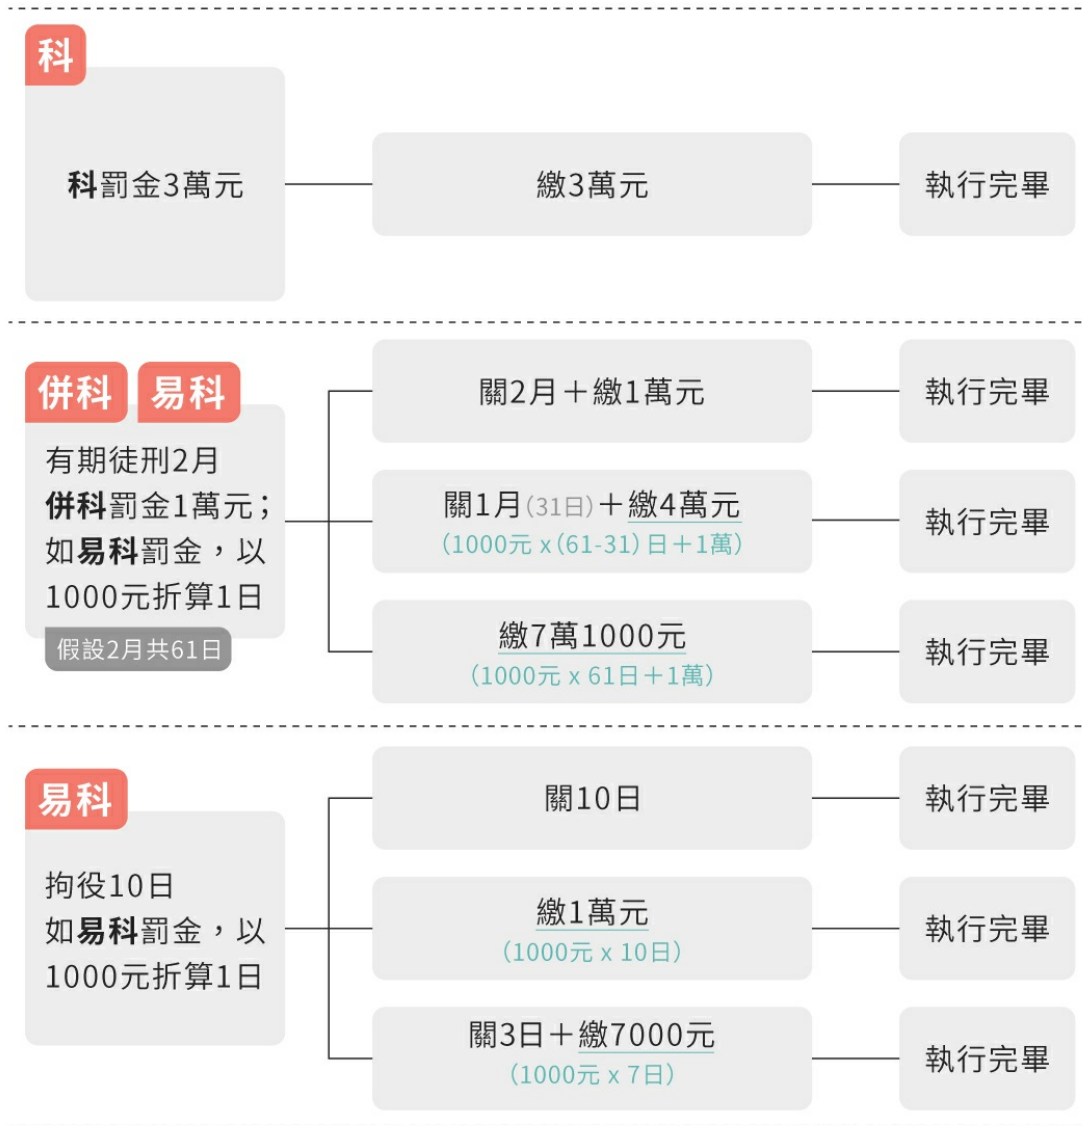 科
科罰金3萬元
繳3萬元
執行完畢
併科
易科
有期徒刑2月
併科罰金1萬元；
如易科罰金，以
1000元折算1日
假設2月共61日
關2月＋繳1萬元
執行完畢
關1月(31日)＋繳4萬元
(1000元 x (61-31) 日＋1萬)
執行完畢
繳7萬1000元
(1000元 x 61日＋1萬)
執行完畢
易科
拘役10日
如易科罰金，以
1000元折算1日
關10日
執行完畢
繳1萬元
(1000元 x 10日)
執行完畢
關3日＋繳7000元
(1000元 x 7日)
執行完畢